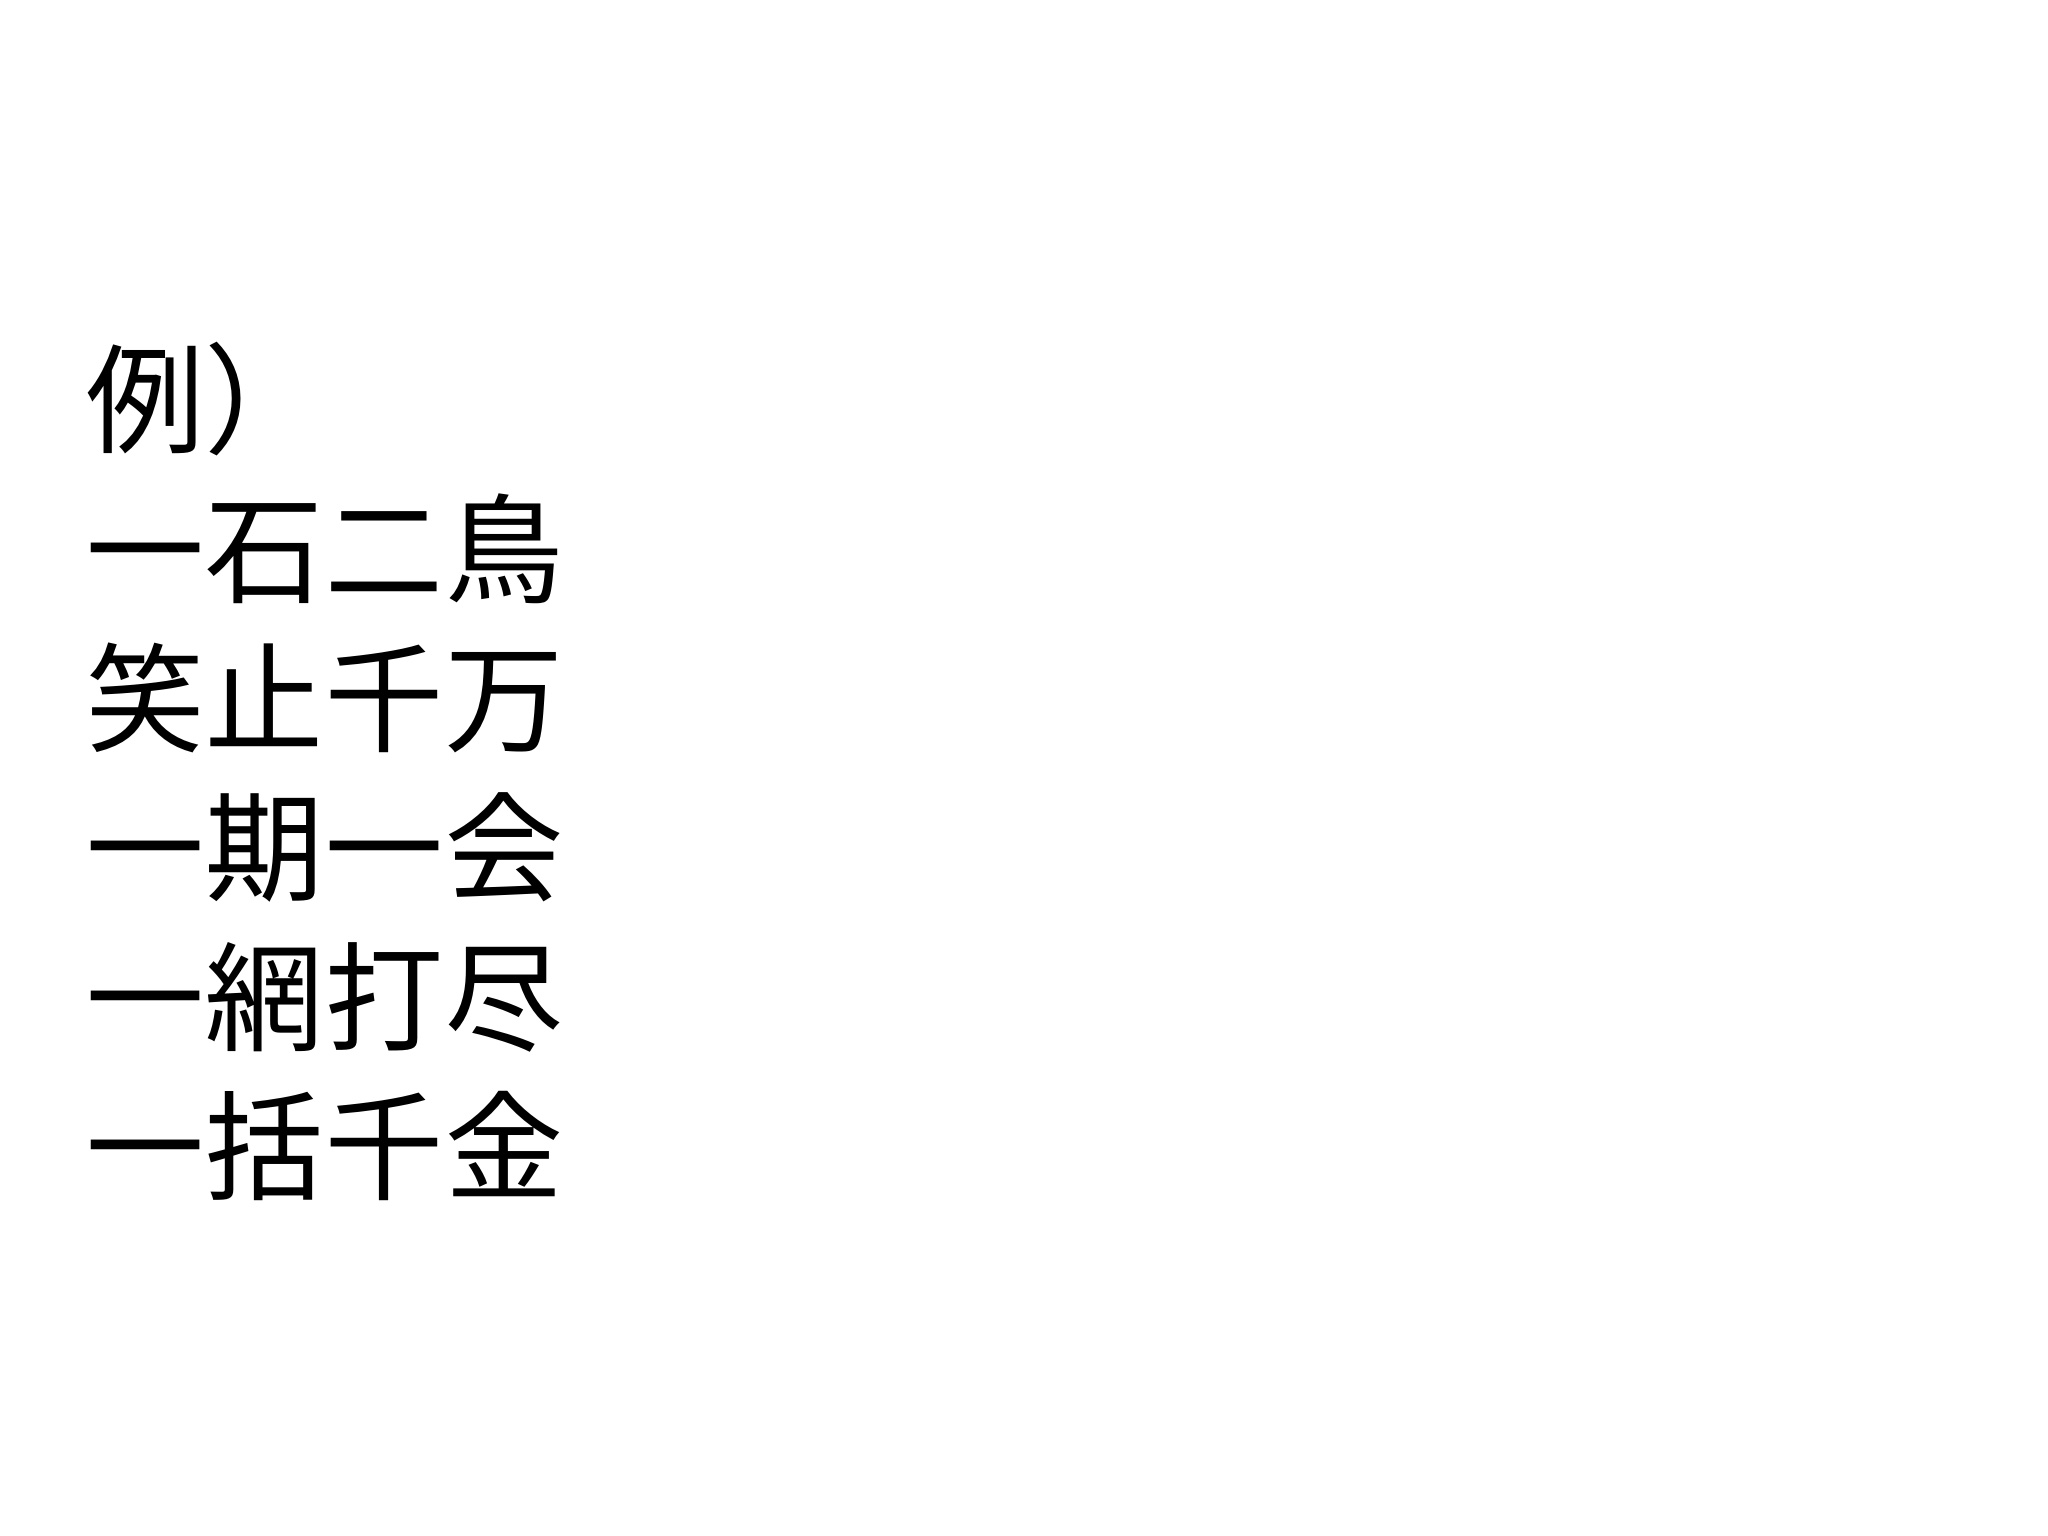 例）
一石二鳥
笑止千万
一期一会
一網打尽
一括千金